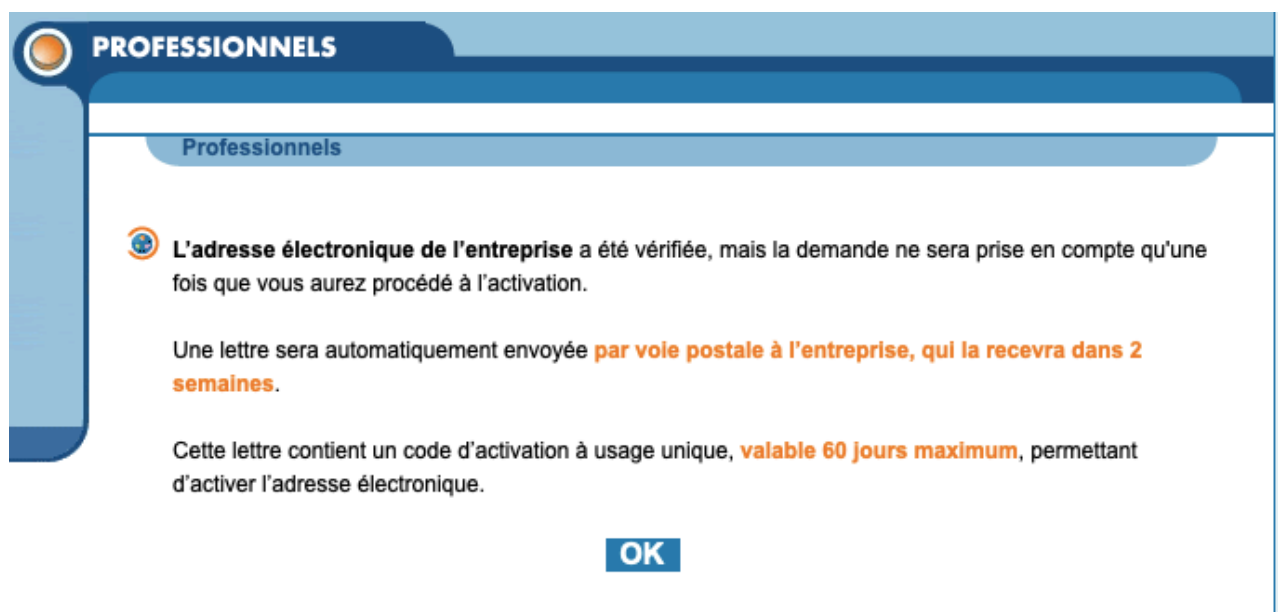 PROFESSIONNELS
Professionnels
L’adresse électronique de l’entreprise a été vérifiée, mais la demande ne sera prise en compte qu'une
fois que vous aurez procédé à l’activation.
Une lettre sera automatiquement envoyée par voie postale à l’entreprise, qui la recevra dans 2
semaines.
Cette lettre contient un code d’activation à usage unique, valable 60 jours maximum, permettant
d’activer l’adresse électronique.
OK